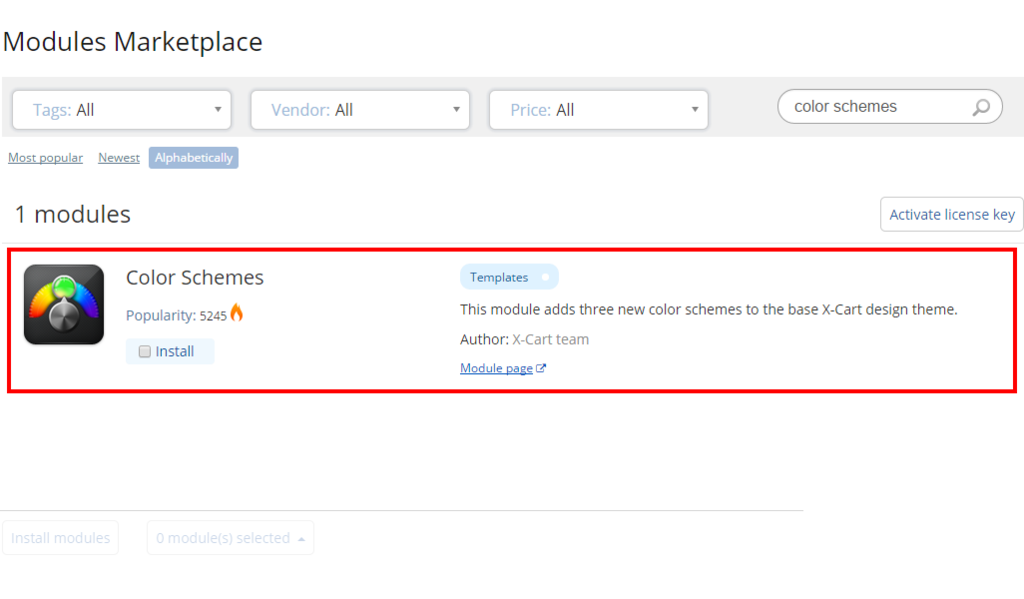 Modules Marketplace
Tags: All
Vendor: All
Price: All
color schemes
Most popular
Newest
Alphabetically
1 modules
Activate license key
Color Schemes
Popularity: 5245
Install
Templates
This module adds three new color schemes to the base X-Cart design theme.
Author: X-Cart team
Module page
Install modules
0 module(s) selected